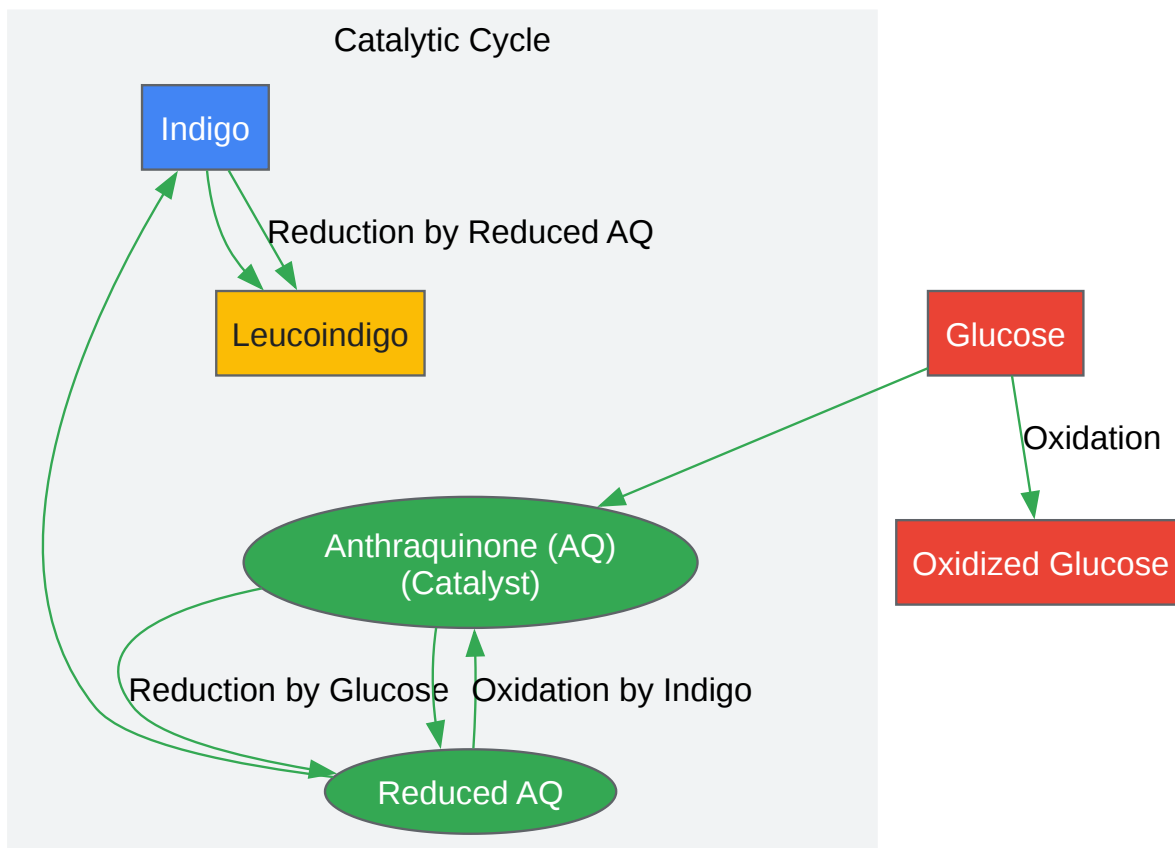 Catalytic Cycle
Indigo
Reduction by Reduced AQ
Leucoindigo
Glucose
Oxidation
Anthraquinone (AQ)
(Catalyst)
Oxidized Glucose
Reduction by Glucose
Oxidation by Indigo
Reduced AQ